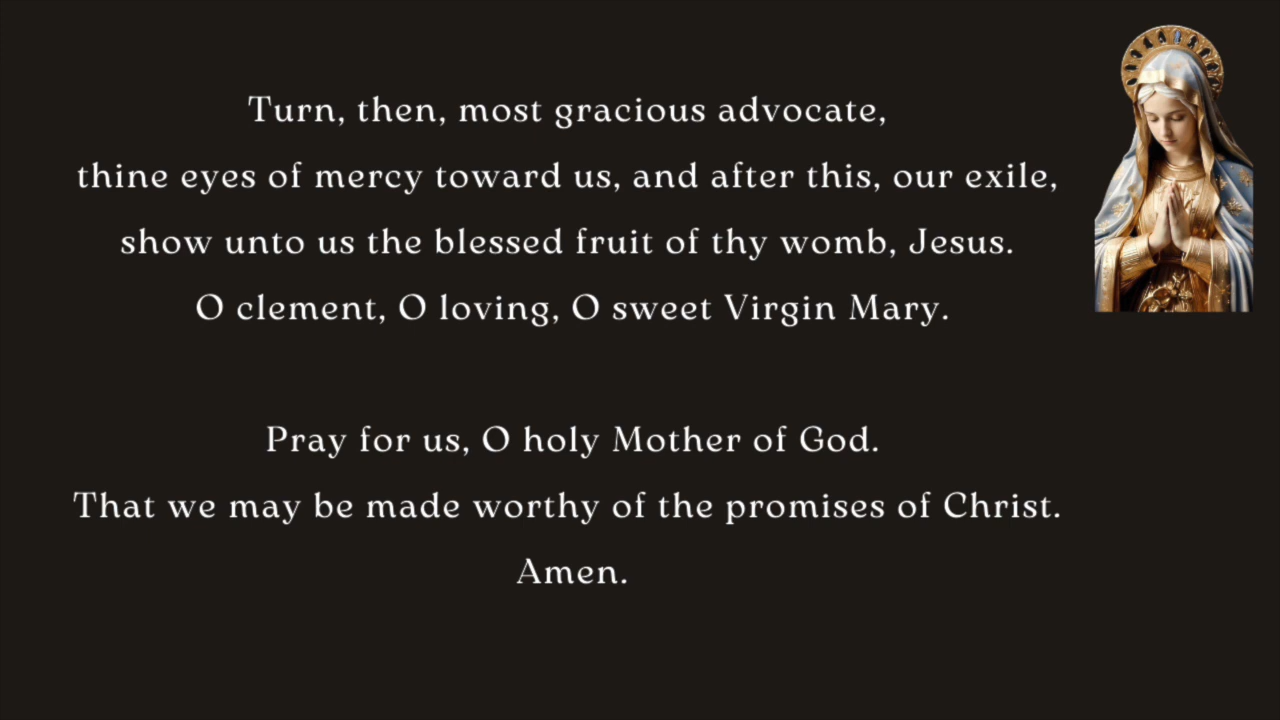 Turn, then, most gracious advocate,
thine eyes of mercy toward us, and after this, our exile,
show unto us the blessed fruit of thy womb, Jesus.
O clement, O loving, O sweet Virgin Mary.
Pray for us, O holy Mother of God.
That we may be made worthy of the promises of Christ.
Amen.